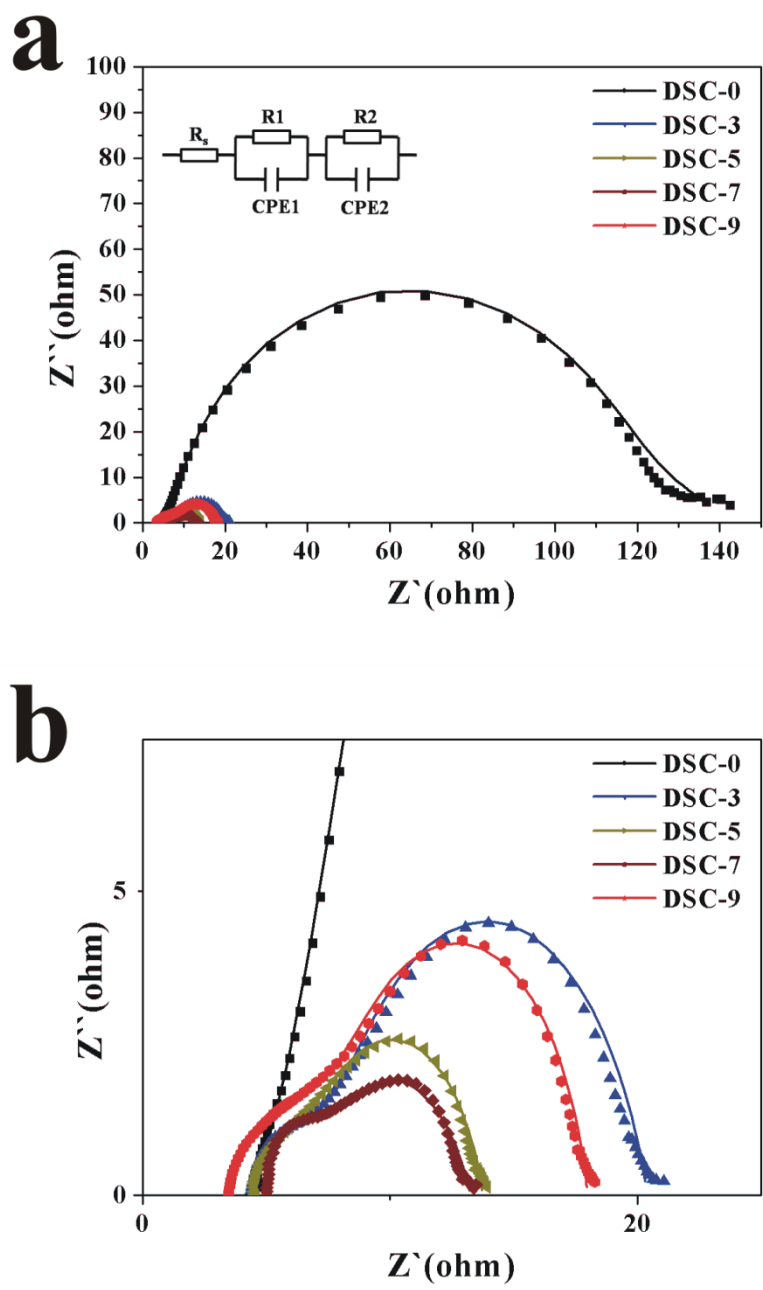 a
100
90
80
70
60
50
40
30
20
10
0
Z``(ohm)
R1
R2
Rs
CPE1
CPE2
DSC-0
DSC-3
DSC-5
DSC-7
DSC-9
0 20 40 60 80 100 120 140
Z`(ohm)
b
DSC-0
DSC-3
DSC-5
DSC-7
DSC-9
5
0
Z``(ohm)
0 20
Z`(ohm)